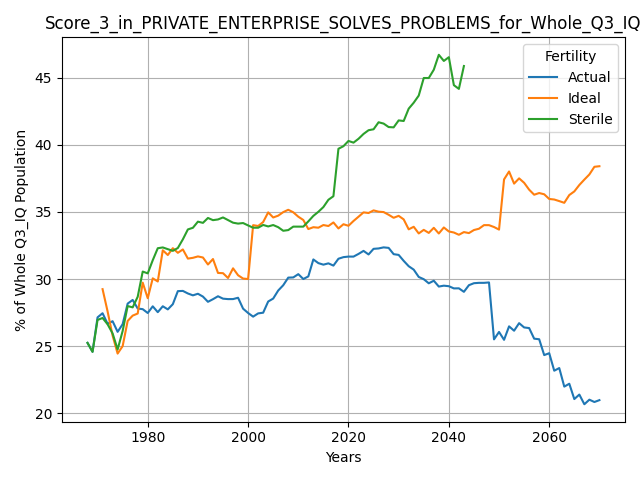 Score_3_in_PRIVATE_ENTERPRISE_SOLVES_PROBLEMS_for_Whole_Q3_IQ
% of Whole Q3_IQ Population
45
40
35
30
25
20
Fertility
Actual
Ideal
Sterile
1980
2000
2020
2040
2060
Years